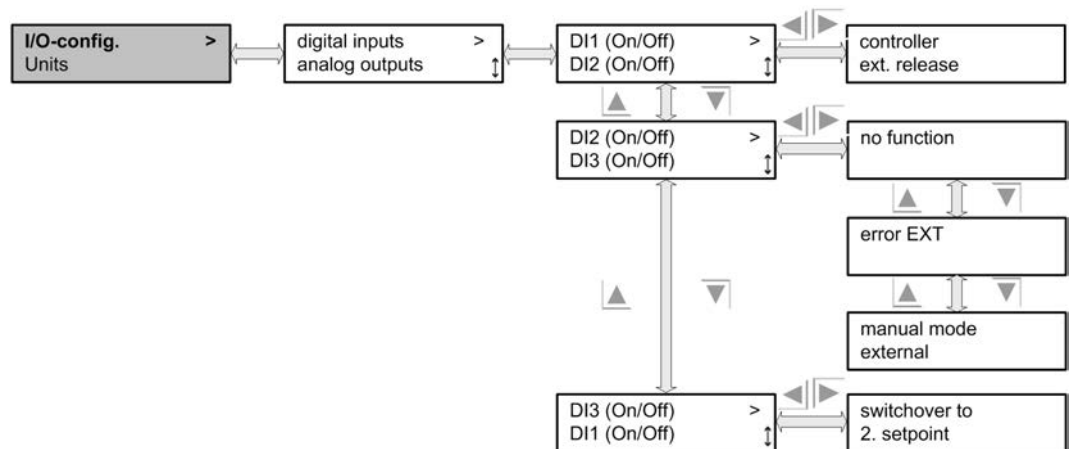 I/O-config. >
Units
digital inputs >
analog outputs
DI1 (On/Off) >
DI2 (On/Off)
controller
ext. release
DI2 (On/Off) >
DI3 (On/Off)
no function
error EXT
manual mode
external
DI3 (On/Off) >
DI1 (On/Off)
switchover to
2. setpoint